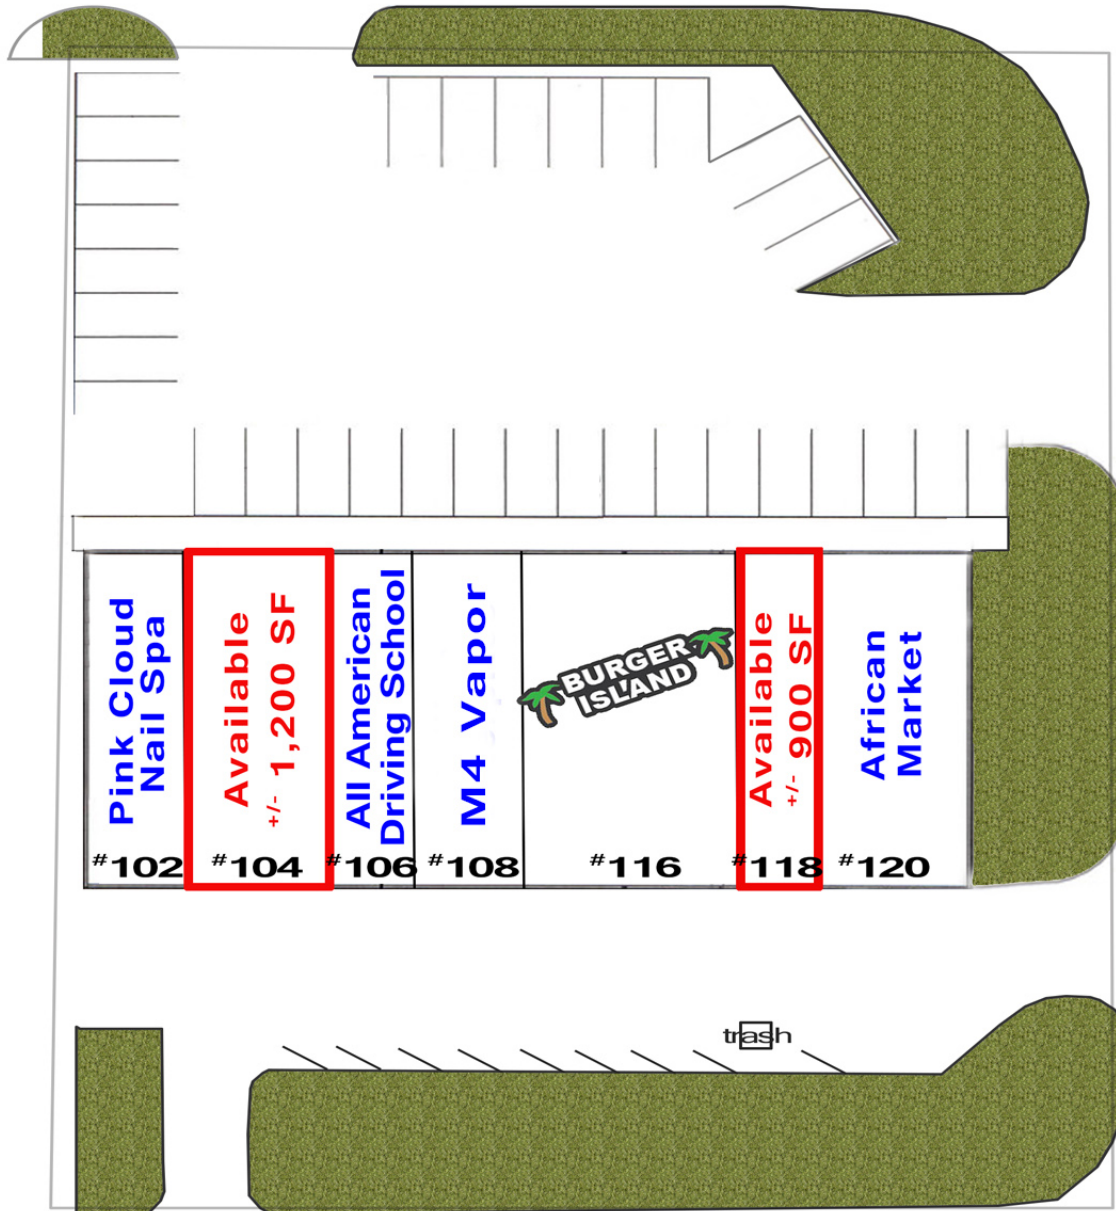 Pink Cloud
Nail Spa
#102
Available
+/- 1,200 SF
#104
All American
Driving School
#106
M4 Vapor
#108
BURGER
ISLAND
#116
Available
+/- 900 SF
#118
African
Market
#120
trash